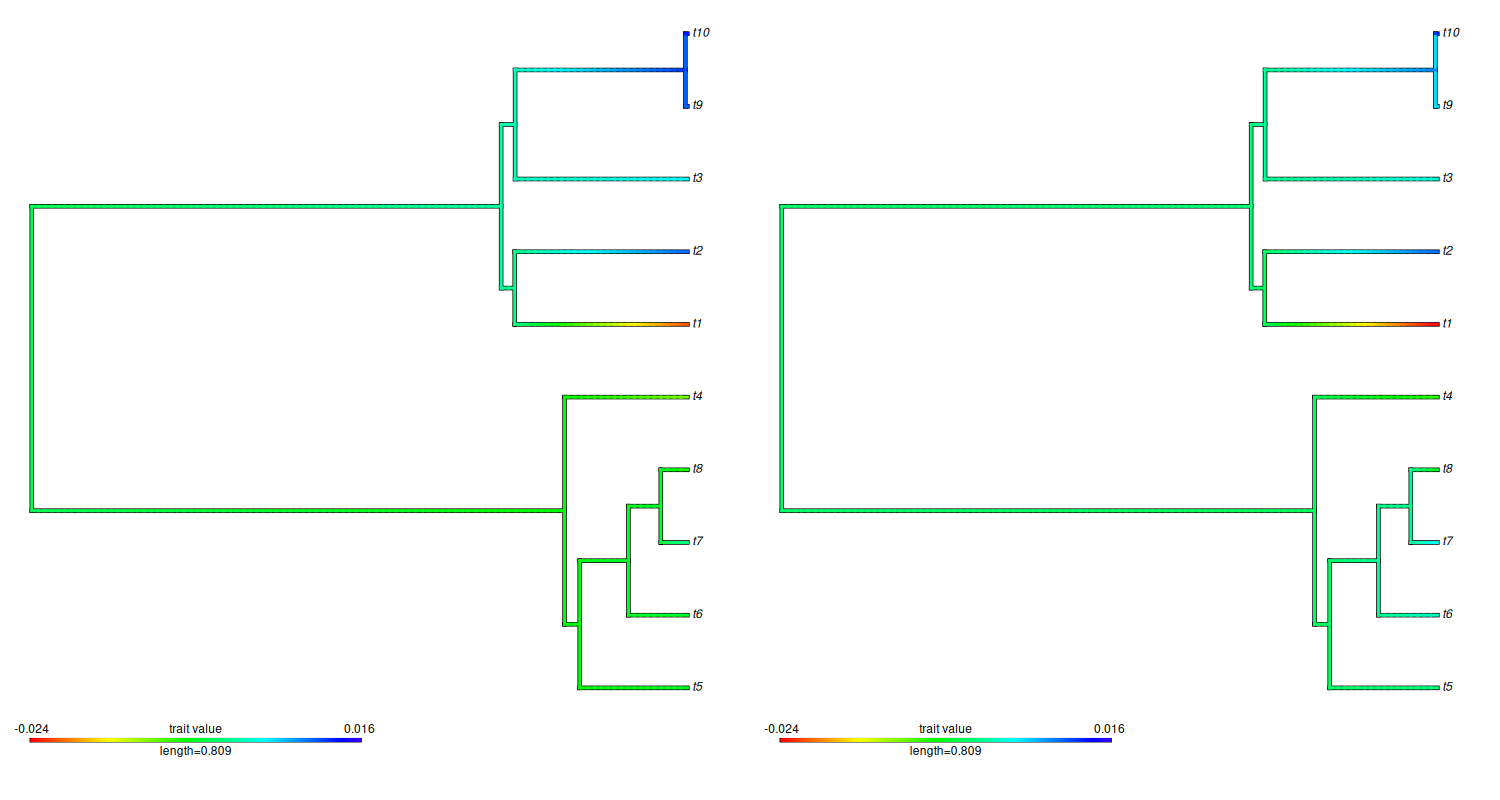 t10
t9
t3
t2
t1
t4
t8
t7
t6
t5
-0.024 trait value 0.016
length=0.809
t10
t9
t3
t2
t1
t4
t8
t7
t6
t5
-0.024 trait value 0.016
length=0.809